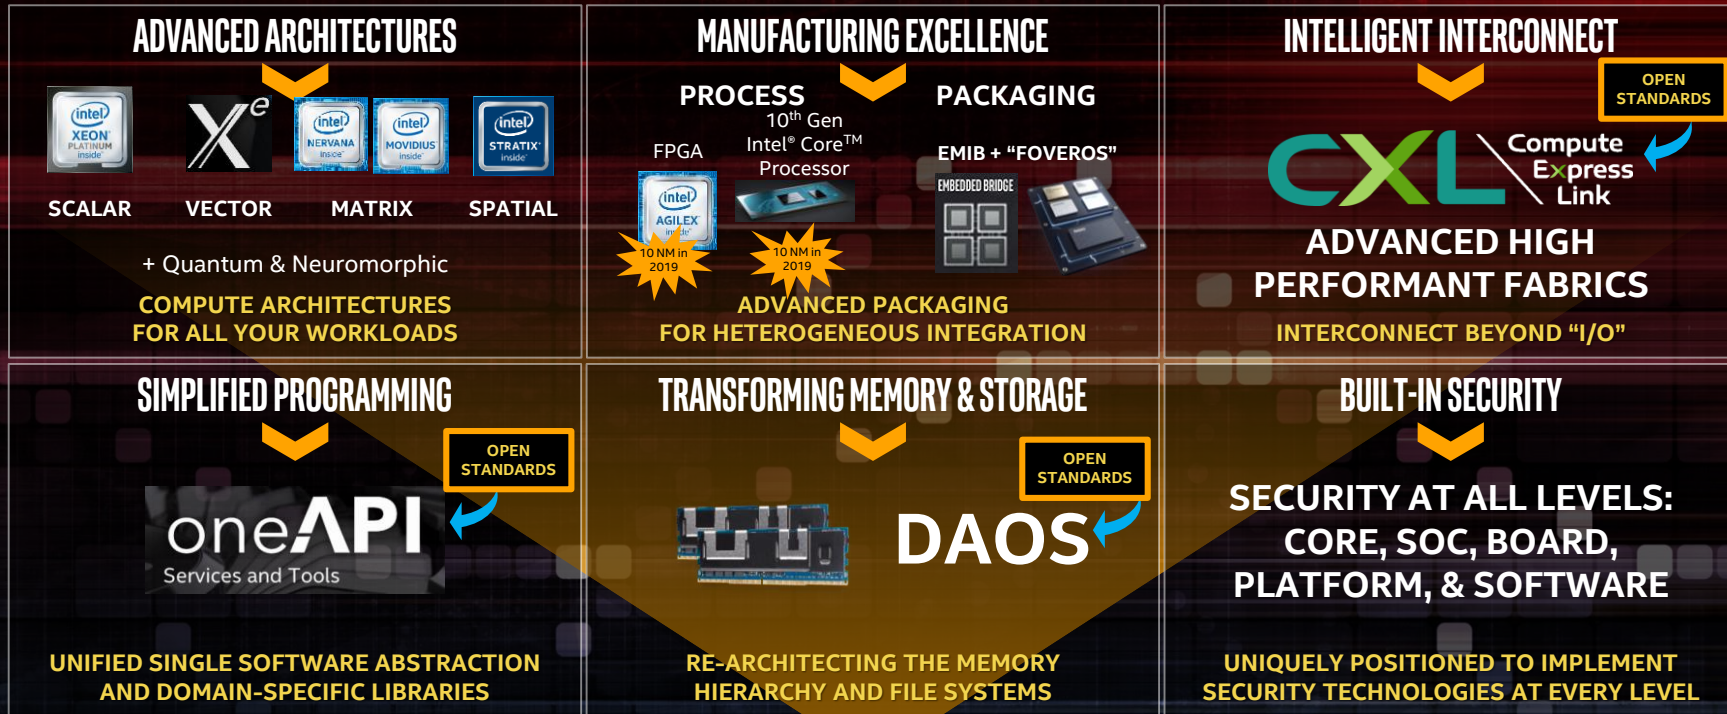 ADVANCED ARCHITECTURES
intel
XEON
PLATINUM
inside
Xe
intel
NERVANA
inside
intel
MOVIDIUS
inside
intel
STRATIX
inside
SCALAR
VECTOR
MATRIX
SPATIAL
+ Quantum & Neuromorphic
COMPUTE ARCHITECTURES
FOR ALL YOUR WORKLOADS
MANUFACTURING EXCELLENCE
PROCESS
FPGA
intel
AGILEX
inside
10 NM in
2019
10th Gen
Intel® Core™
Processor
10 NM in
2019
PACKAGING
EMIB + “FOVEROS”
EMBEDDED BRIDGE
ADVANCED PACKAGING
FOR HETEROGENEOUS INTEGRATION
INTELLIGENT INTERCONNECT
OPEN
STANDARDS
CXL
Compute
Express
Link
ADVANCED HIGH
PERFORMANT FABRICS
INTERCONNECT BEYOND “I/O”
SIMPLIFIED PROGRAMMING
OPEN
STANDARDS
oneAPI
Services and Tools
UNIFIED SINGLE SOFTWARE ABSTRACTION
AND DOMAIN-SPECIFIC LIBRARIES
TRANSFORMING MEMORY & STORAGE
OPEN
STANDARDS
DAOS
RE-ARCHITECTING THE MEMORY
HIERARCHY AND FILE SYSTEMS
BUILT-IN SECURITY
SECURITY AT ALL LEVELS:
CORE, SOC, BOARD,
PLATFORM, & SOFTWARE
UNIQUELY POSITIONED TO IMPLEMENT
SECURITY TECHNOLOGIES AT EVERY LEVEL